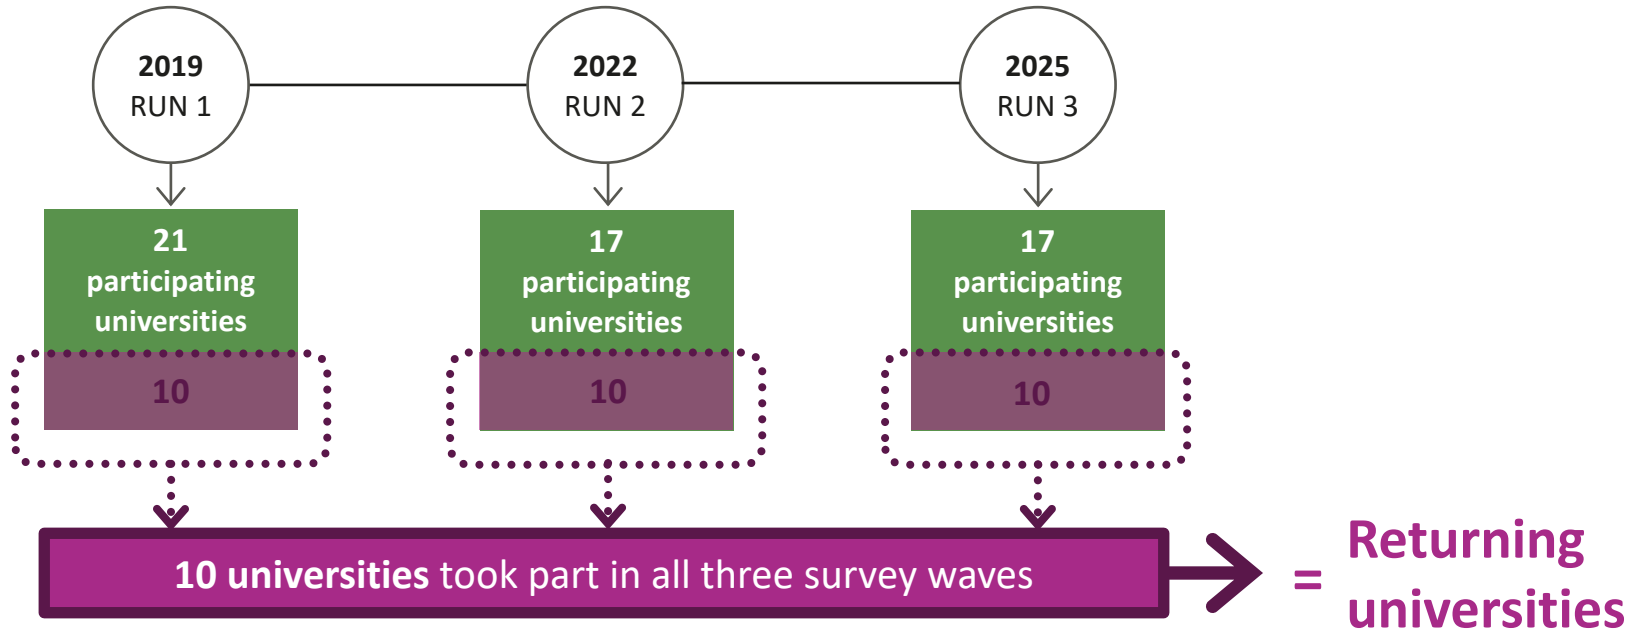 2019
RUN 1
2022
RUN 2
2025
RUN 3
21
participating
universities
10
17
participating
universities
10
17
participating
universities
10
10 universities took part in all three survey waves
= Returning
universities